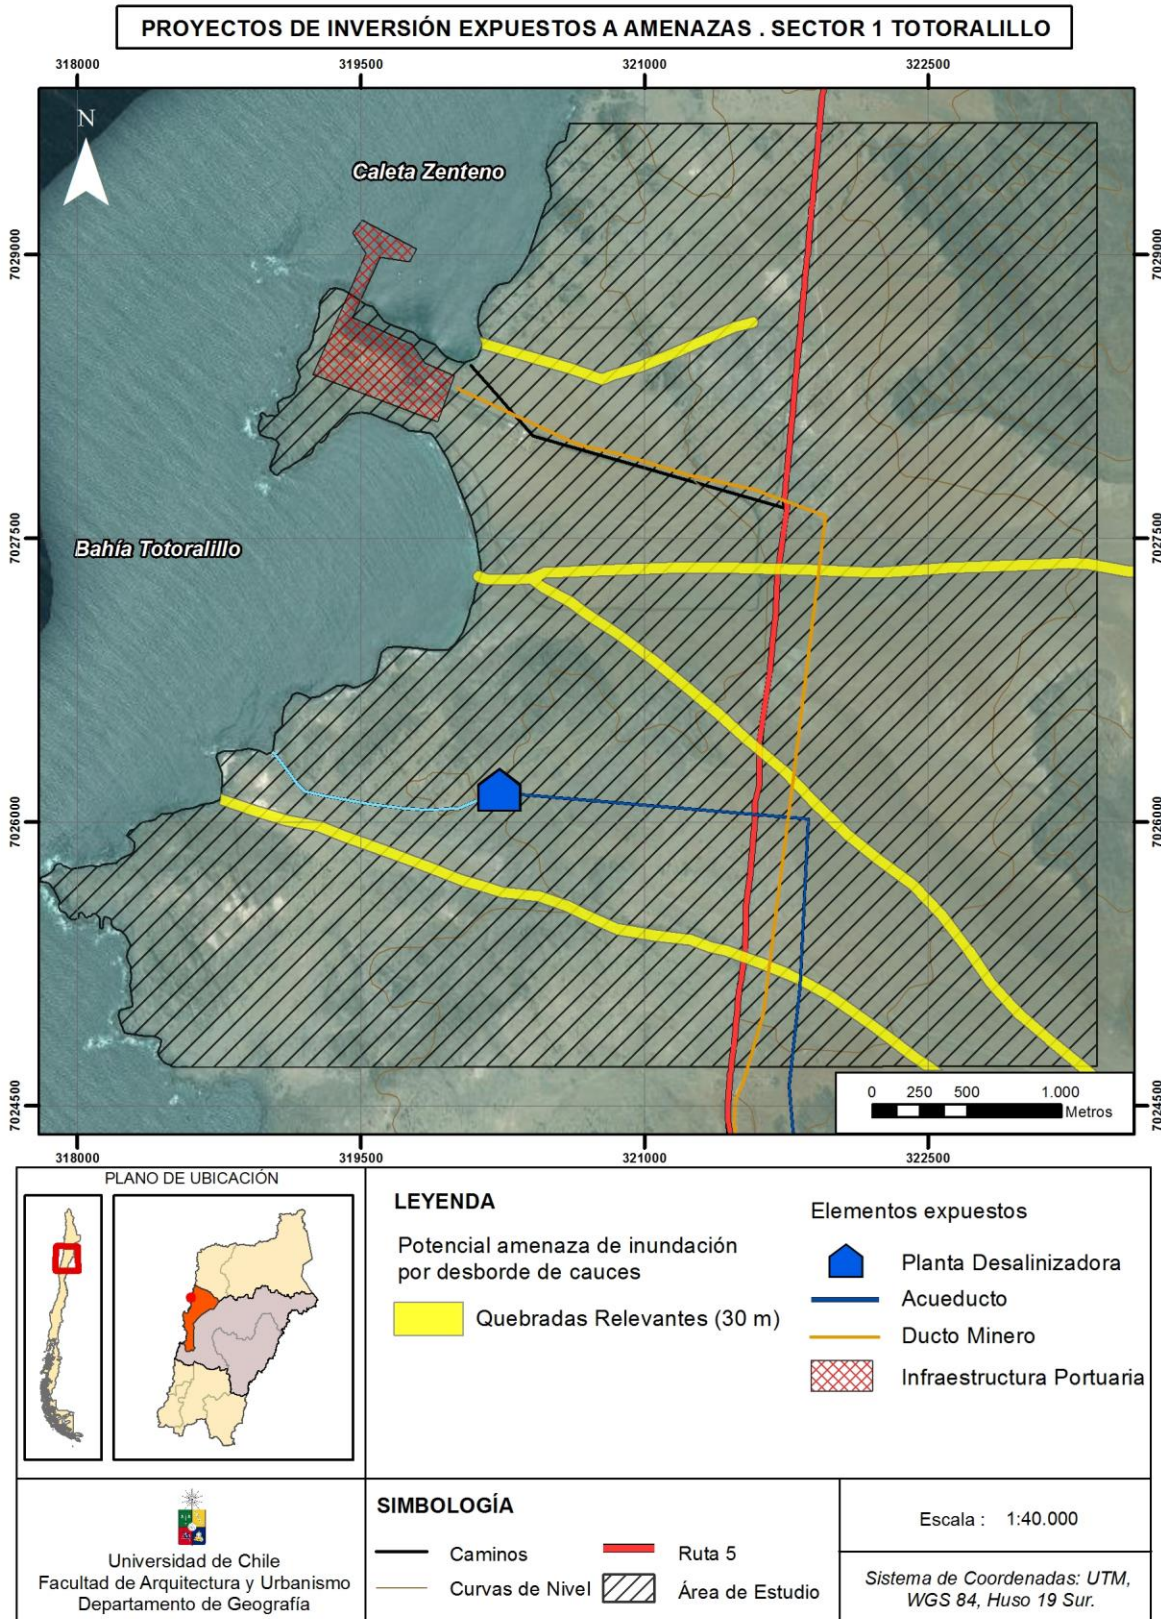 PROYECTOS DE INVERSIÓN EXPUESTOS A AMENAZAS . SECTOR 1 TOTORALILLO
318000
319500
321000
322500
N
Caleta Zenteno
7029000
7029000
7027500
7027500
Bahía Totoralillo
7026000
7026000
7024500
7024500
0 250 500 1.000
Metros
318000
319500
321000
322500
PLANO DE UBICACIÓN
LEYENDA
Potencial amenaza de inundación
por desborde de cauces
Quebradas Relevantes (30 m)
Elementos expuestos
Planta Desalinizadora
Acueducto
Ducto Minero
Infraestructura Portuaria
Universidad de Chile
Facultad de Arquitectura y Urbanismo
Departamento de Geografía
SIMBOLOGÍA
Caminos
Ruta 5
Curvas de Nivel
Área de Estudio
Escala : 1:40.000
Sistema de Coordenadas: UTM,
WGS 84, Huso 19 Sur.